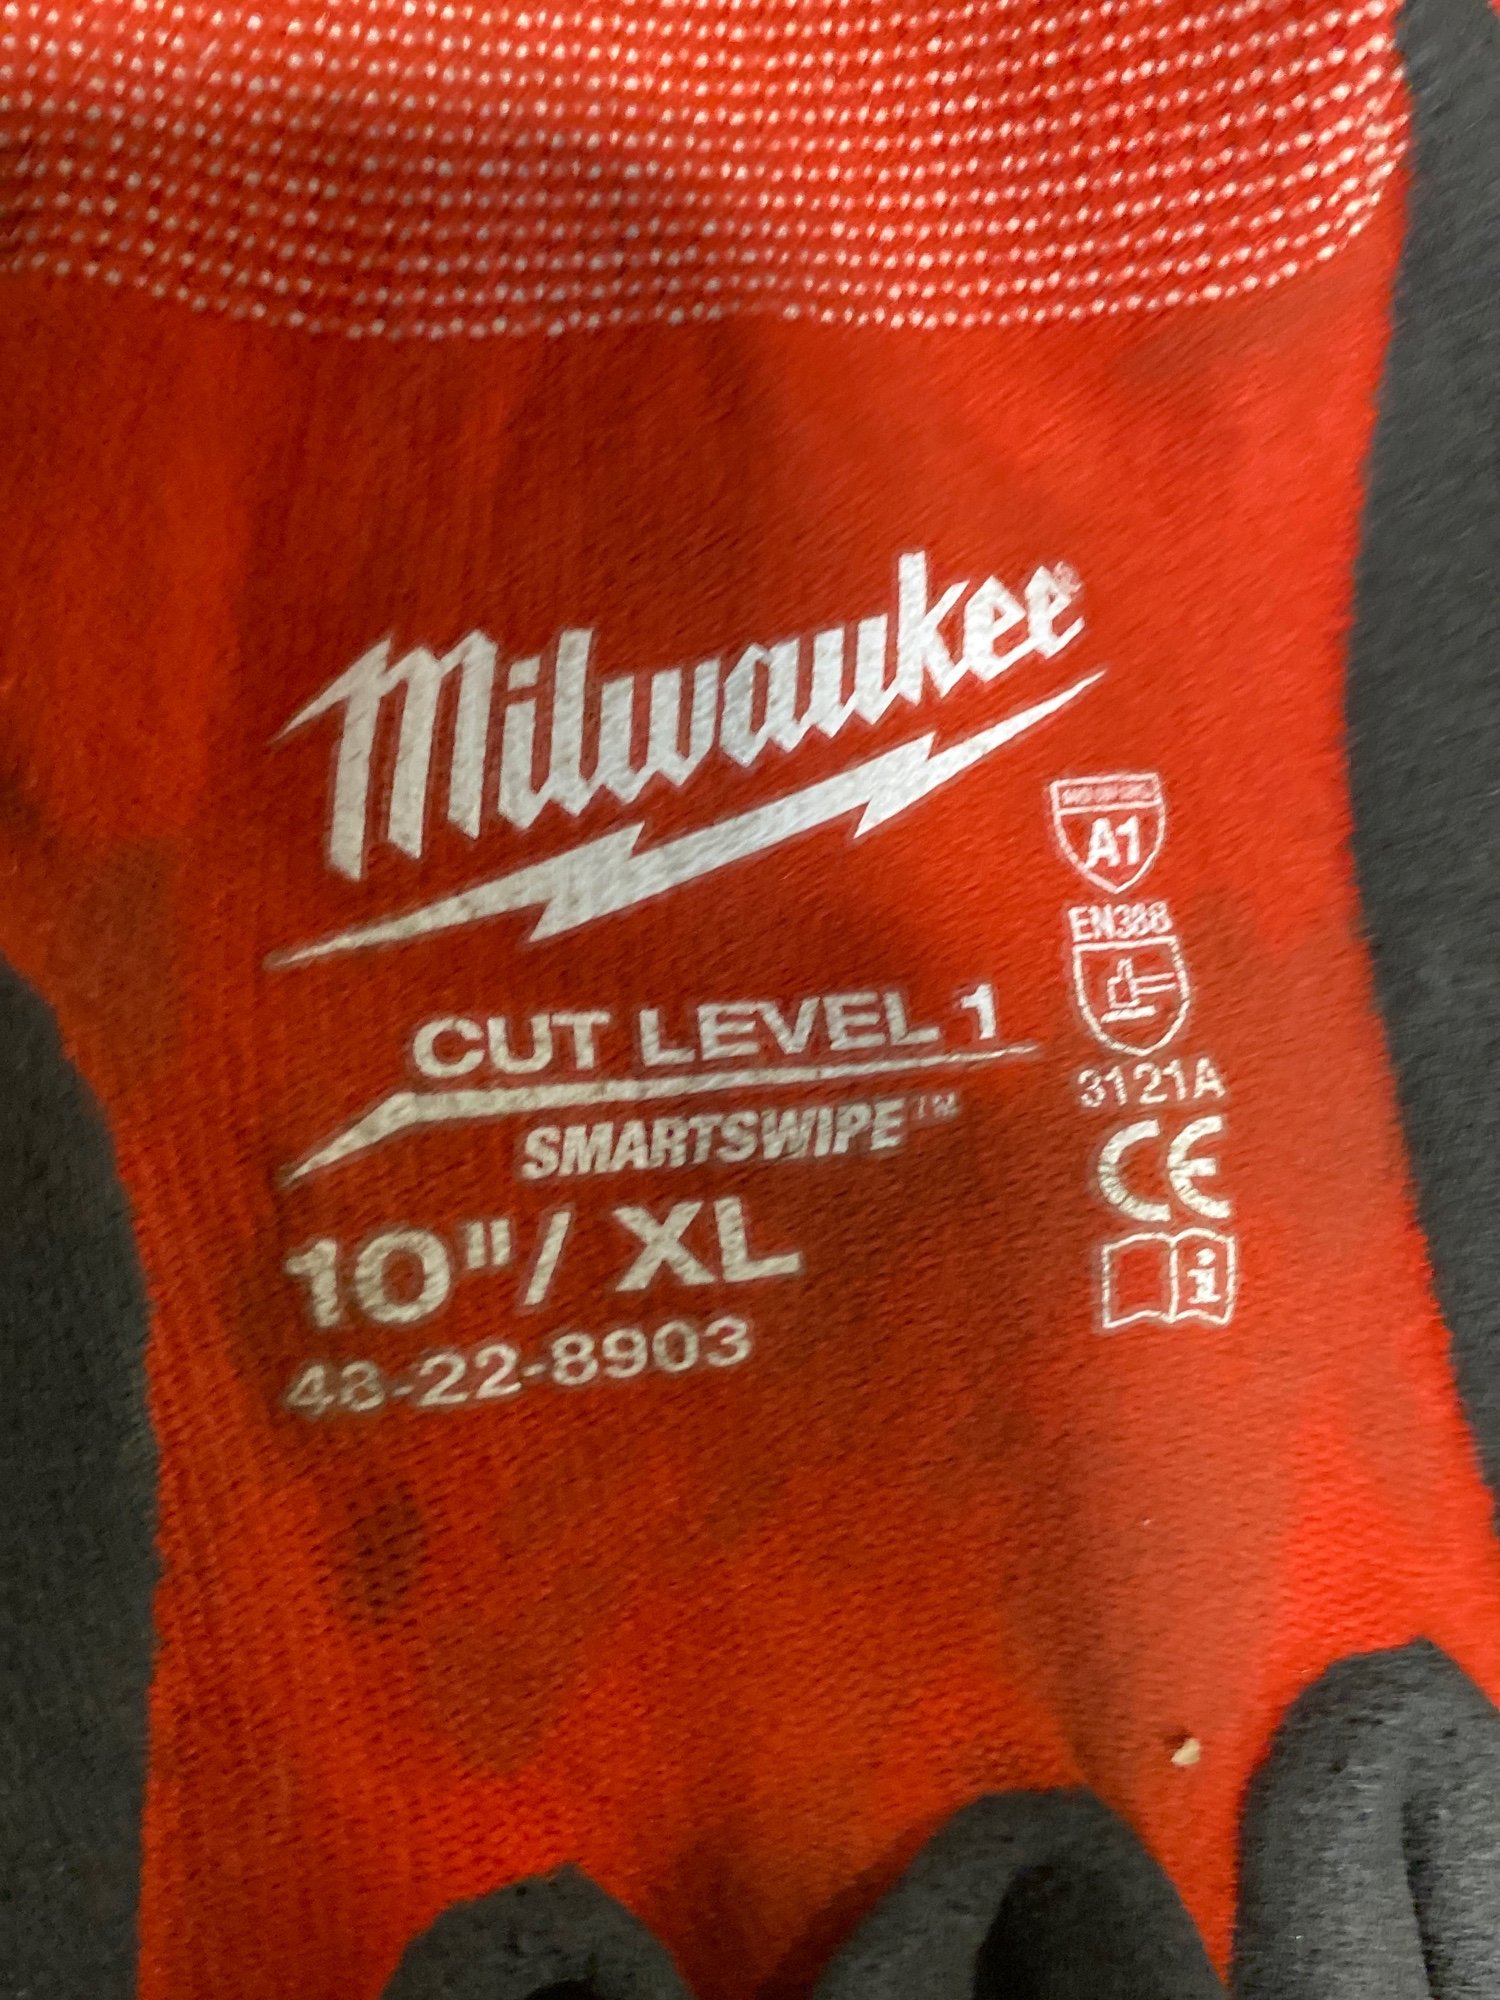 Milwaukee
CUT LEVEL 1
SMARTSWIPE™
10"/ XL
48-22-8903
A1
EN388
3121A
CE
i